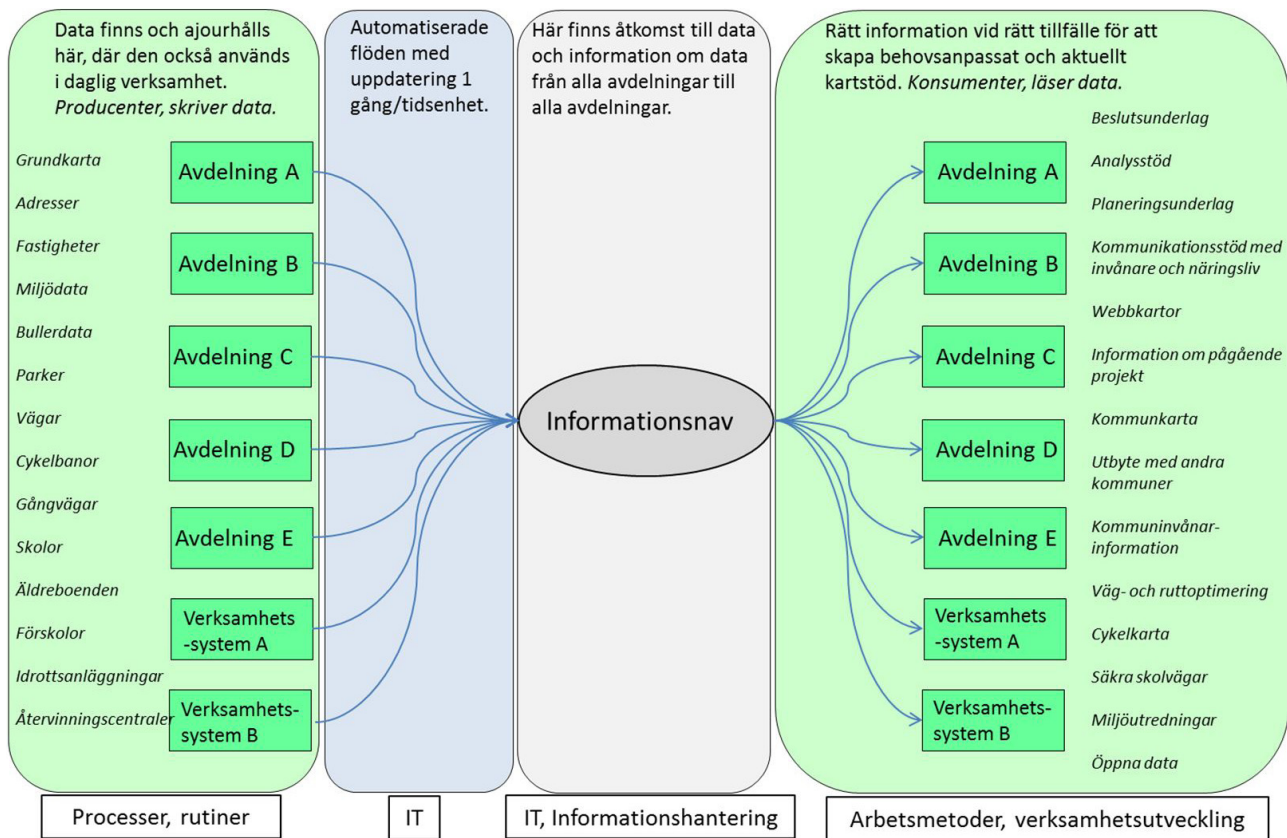 Data finns och ajourhålls
här, där den också används
i daglig verksamhet.
Producenter, skriver data.
Grundkarta
Adresser
Fastigheter
Miljödata
Bullerdata
Parker
Vägar
Cykelbanor
Gångvägar
Skolor
Äldreboenden
Förskolor
Idrottsanläggningar
Återvinningscentraler
Avdelning A
Avdelning B
Avdelning C
Avdelning D
Avdelning E
Verksamhets
-system A
Verksamhets-
system B
Processer, rutiner
Automatiserade
flöden med
uppdatering 1
gång/tidsenhet.
IT
Här finns åtkomst till data
och information om data
från alla avdelningar till
alla avdelningar.
Informationsnav
IT, Informationshantering
Rätt information vid rätt tillfälle för att
skapa behovsanpassat och aktuellt
kartstöd. Konsumenter, läser data.
Avdelning A
Avdelning B
Avdelning C
Avdelning D
Avdelning E
Verksamhets
-system A
Verksamhets-
system B
Beslutsunderlag
Analysstöd
Planeringsunderlag
Kommunikationsstöd med
invånare och näringsliv
Webbkartor
Information om pågående
projekt
Kommunkarta
Utbyte med andra
kommuner
Kommuninvånar-
information
Väg- och ruttoptimering
Cykelkarta
Säkra skolvägar
Miljöutredningar
Öppna data
Arbetsmetoder, verksamhetsutveckling